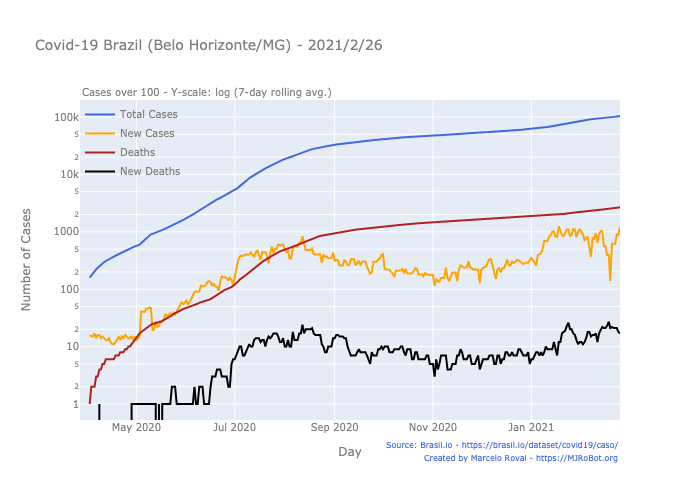 Covid-19 Brazil (Belo Horizonte/MG) - 2021/2/26
Cases over 100 - Y-scale: log (7-day rolling avg.)
Total Cases
New Cases
Deaths
New Deaths
Number of Cases
100k
5
2
10k
5
2
1000
5
2
100
5
2
10
5
2
1
May 2020
Jul 2020
Sep 2020
Nov 2020
Jan 2021
Day
Source: Brasil.io - https://brasil.io/dataset/covid19/caso/
Created by Marcelo Rovai - https://MJRoBot.org